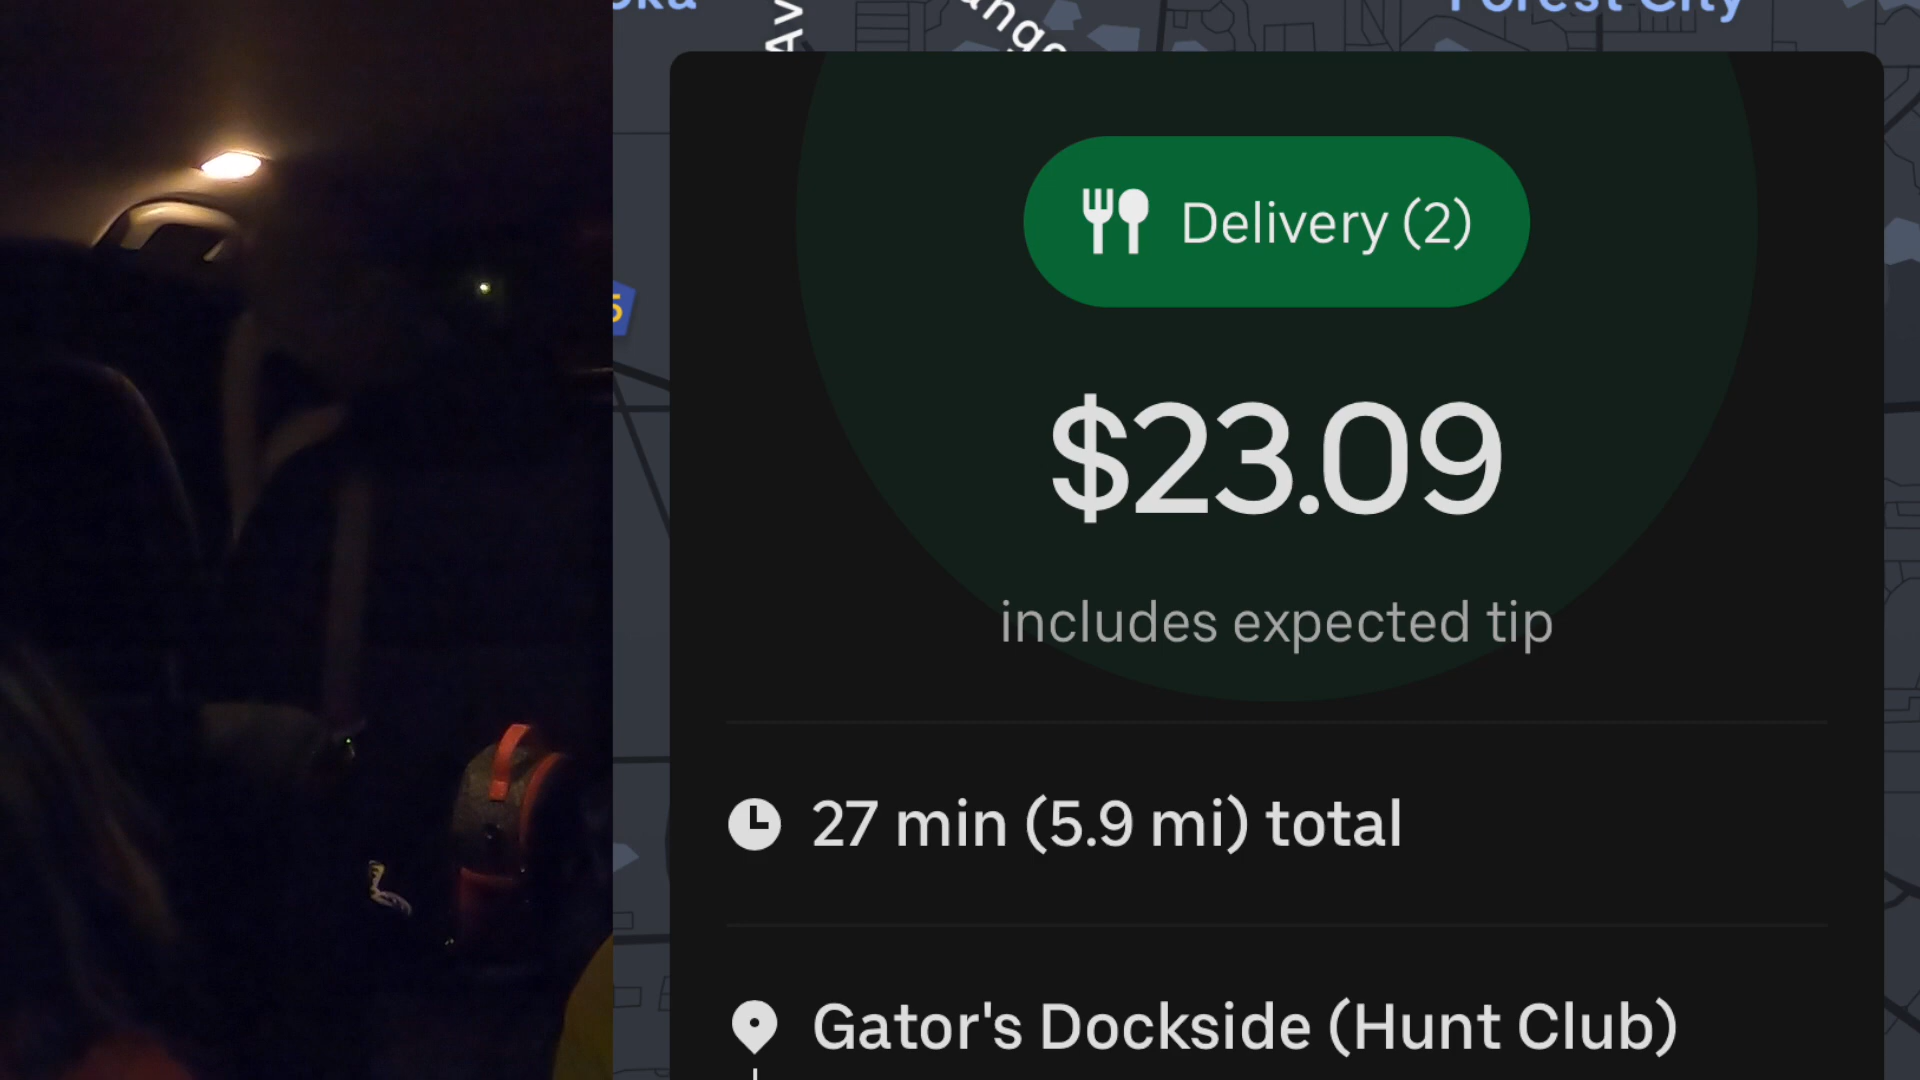 Delivery (2)
$23.09
includes expected tip
27 min (5.9 mi) total
Gator's Dockside (Hunt Club)